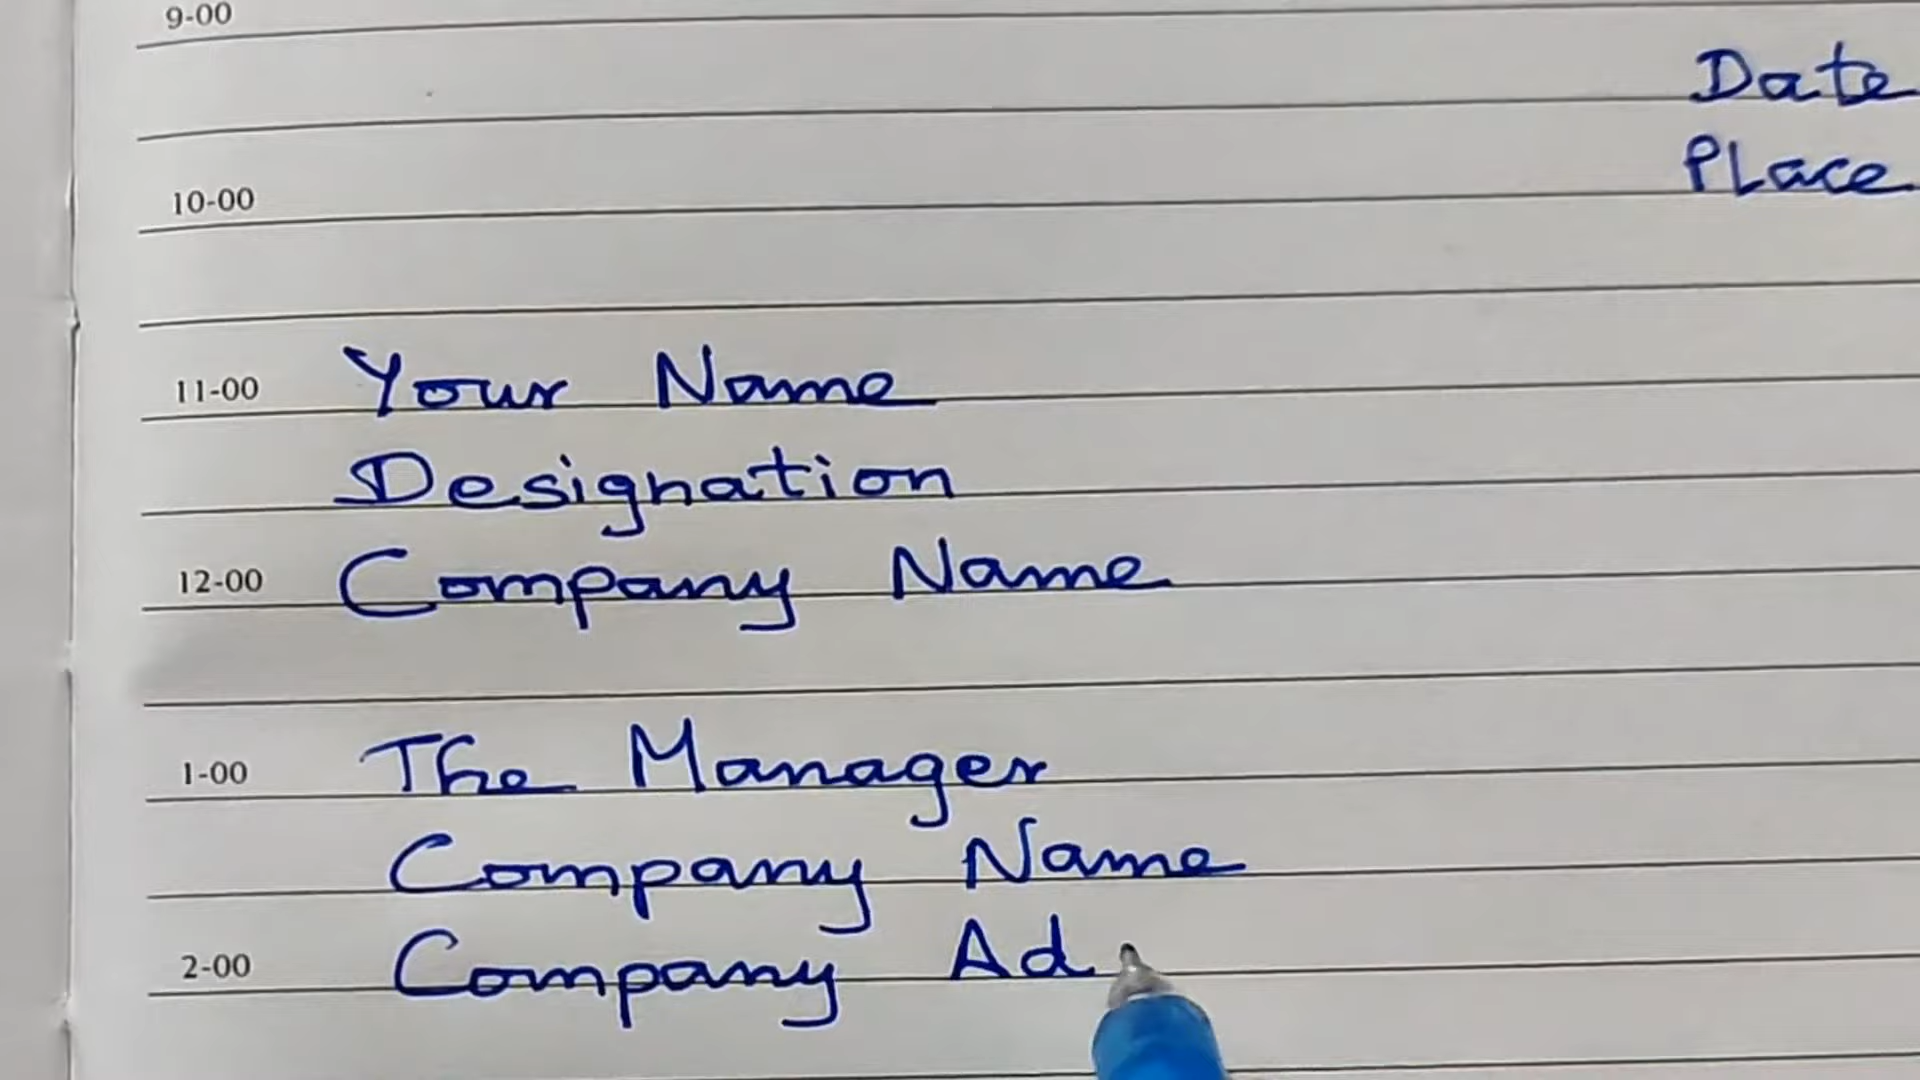 9-00
Date
Place
10-00
11-00 Your Name
Designation
12-00 Company Name
1-00 The Manager
Company Name
2-00 Company Ad